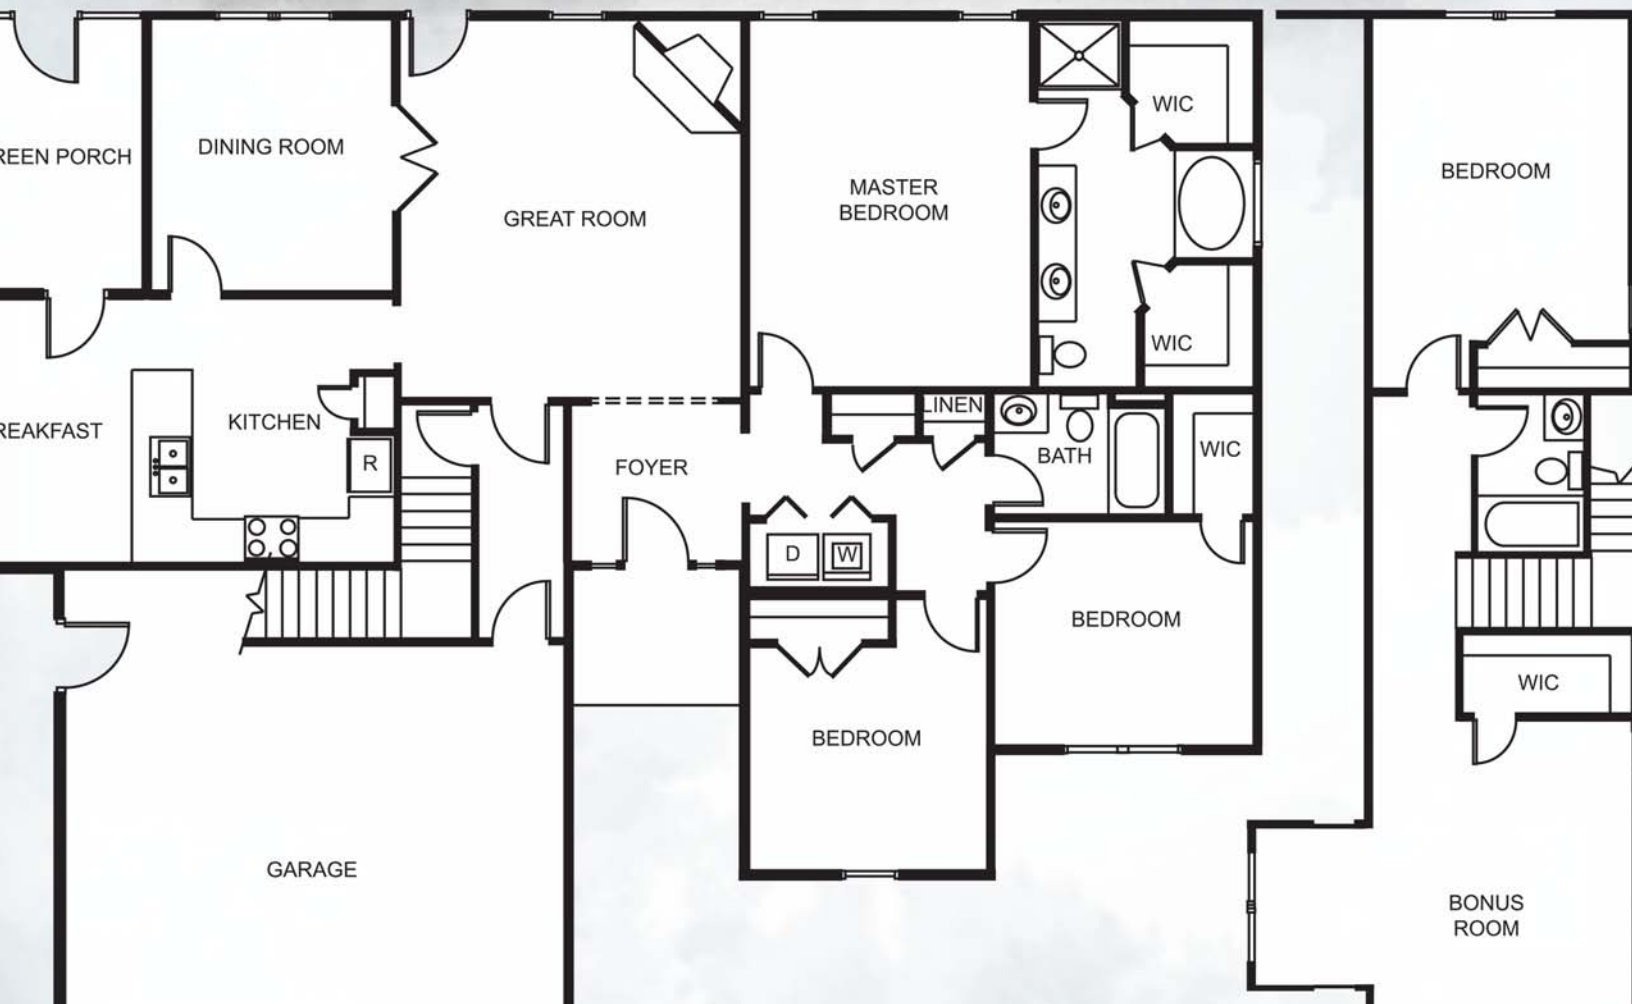 REEN PORCH
DINING ROOM
GREAT ROOM
MASTER
BEDROOM
WIC
WIC
BEDROOM
REAKFAST
KITCHEN
R
FOYER
LINEN
BATH
WIC
D
W
BEDROOM
BEDROOM
GARAGE
WIC
BONUS
ROOM